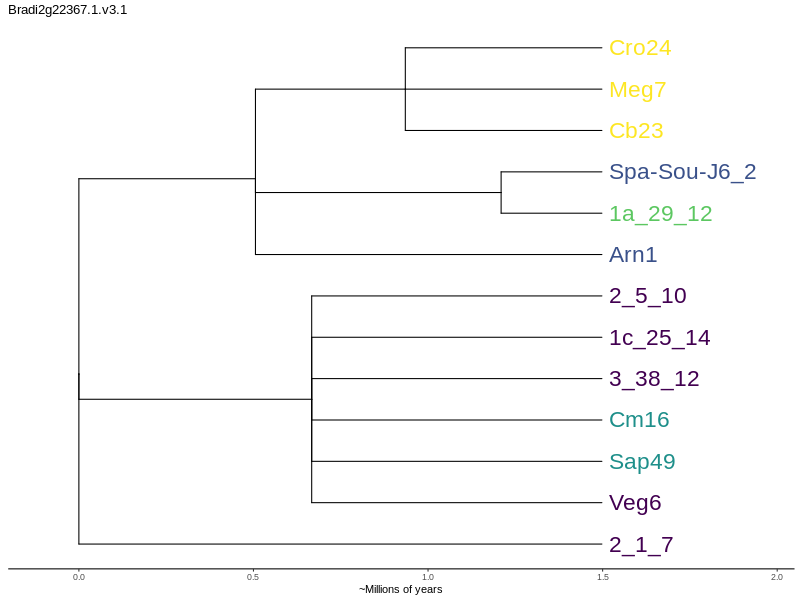 Bradi2g22367.1.v3.1
Cro24
Meg7
Cb23
Spa-Sou-J6_2
1a_29_12
Arn1
2_5_10
1c_25_14
3_38_12
Cm16
Sap49
Veg6
2_1_7
0.0 0.5 1.0 1.5 2.0
~Millions of years